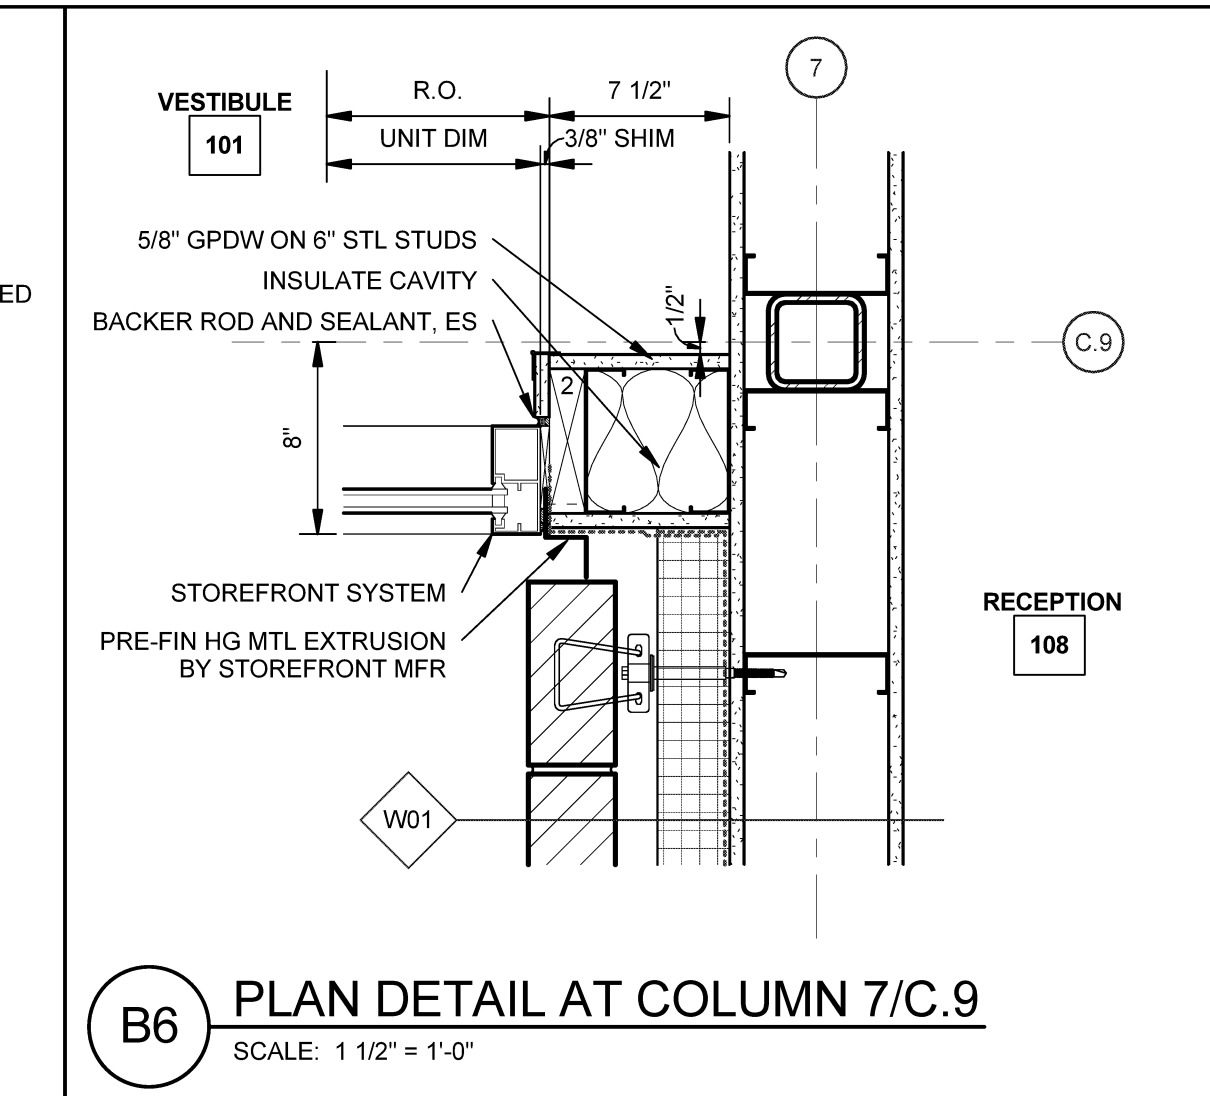 7
R.O.
7 1/2"
VESTIBULE
101
UNIT DIM
3/8" SHIM
5/8" GPDW ON 6" STL STUDS
INSULATE CAVITY
ED
BACKER ROD AND SEALANT, ES
1/2"
C.9
2
8"
STOREFRONT SYSTEM
RECEPTION
108
PRE-FIN HG MTL EXTRUSION
BY STOREFRONT MFR
W01
B6
PLAN DETAIL AT COLUMN 7/C.9
SCALE: 1 1/2" = 1'-0"